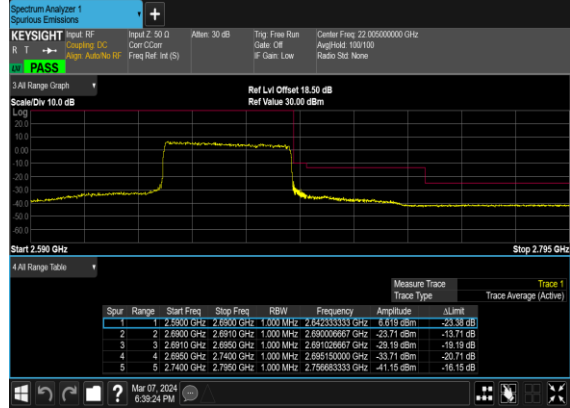 Spectrum Analyzer 1
Spurious Emissions
KEYSIGHT Input: RF Input Z: 50 Ω Atten: 30 dB Trig: Free Run Center Freq: 22.005000000 GHz
R T Coupling: DC Corr CCorr Gate: Off Avg|Hold: 100/100
Align: Auto/No RF Freq Ref: Int (S) IF Gain: Low Radio Std: None
LW PASS
3 All Range Graph
Ref Lvl Offset 18.50 dB
Scale/Div 10.0 dB Ref Value 30.00 dBm
Log
20.0
10.0
0.00
-10.0
-20.0
-30.0
-40.0
-50.0
-60.0
Start 2.590 GHz Stop 2.795 GHz
4 All Range Table
Measure Trace Trace 1
Trace Type Trace Average (Active)
Spur Range Start Freq Stop Freq RBW Frequency Amplitude ΔLimit
1 1 2.5900 GHz 2.6900 GHz 1.000 MHz 2.642333333 GHz 6.619 dBm -23.38 dB
2 2 2.6900 GHz 2.6910 GHz 1.000 MHz 2.690006667 GHz -23.71 dBm -13.71 dB
3 3 2.6910 GHz 2.6950 GHz 1.000 MHz 2.691026667 GHz -29.19 dBm -19.19 dB
4 4 2.6950 GHz 2.7400 GHz 1.000 MHz 2.695150000 GHz -33.71 dBm -20.71 dB
5 5 2.7400 GHz 2.7950 GHz 1.000 MHz 2.756683333 GHz -41.15 dBm -16.15 dB
Mar 07, 2024
6:39:24 PM